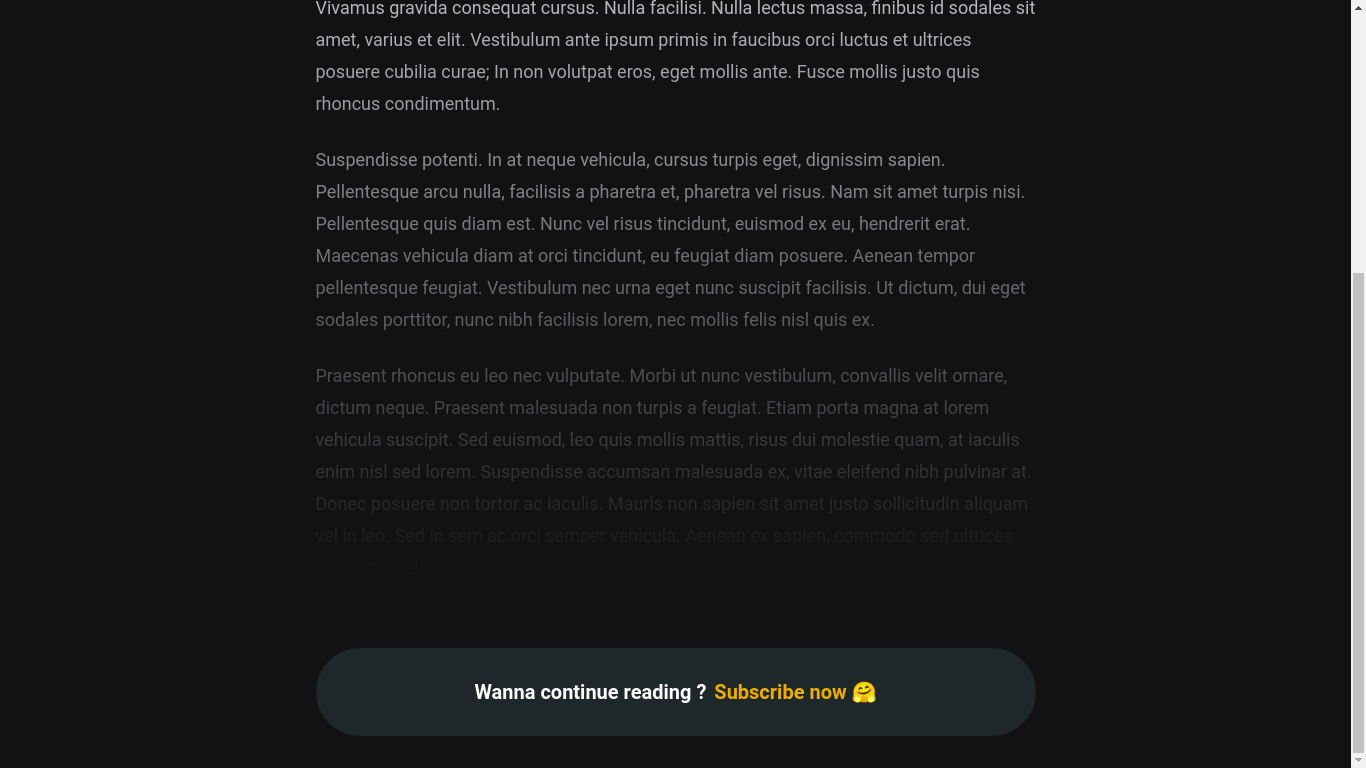 Vivamus gravida consequat cursus. Nulla facilisi. Nulla lectus massa, finibus id sodales sit
amet, varius et elit. Vestibulum ante ipsum primis in faucibus orci luctus et ultrices
posuere cubilia curae; In non volutpat eros, eget mollis ante. Fusce mollis justo quis
rhoncus condimentum.
Suspendisse potenti. In at neque vehicula, cursus turpis eget, dignissim sapien.
Pellentesque arcu nulla, facilisis a pharetra et, pharetra vel risus. Nam sit amet turpis nisi.
Pellentesque quis diam est. Nunc vel risus tincidunt, euismod ex eu, hendrerit erat.
Maecenas vehicula diam at orci tincidunt, eu feugiat diam posuere. Aenean tempor
pellentesque feugiat. Vestibulum nec urna eget nunc suscipit facilisis. Ut dictum, dui eget
sodales porttitor, nunc nibh facilisis lorem, nec mollis felis nisl quis ex.
Praesent rhoncus eu leo nec vulputate. Morbi ut nunc vestibulum, convallis velit ornare,
dictum neque. Praesent malesuada non turpis a feugiat. Etiam porta magna at lorem
vehicula suscipit. Sed euismod, leo quis mollis mattis, risus dui molestie quam, at iaculis
enim nisl sed lorem. Suspendisse accumsan malesuada ex, vitae eleifend nibh pulvinar at.
Donec posuere non tortor ac iaculis. Mauris non sapien sit amet justo sollicitudin aliquam
vel in leo. Sed in sem ac orci semper vehicula. Aenean ex sapien, commodo sed ultrices
Wanna continue reading ? Subscribe now 🤗